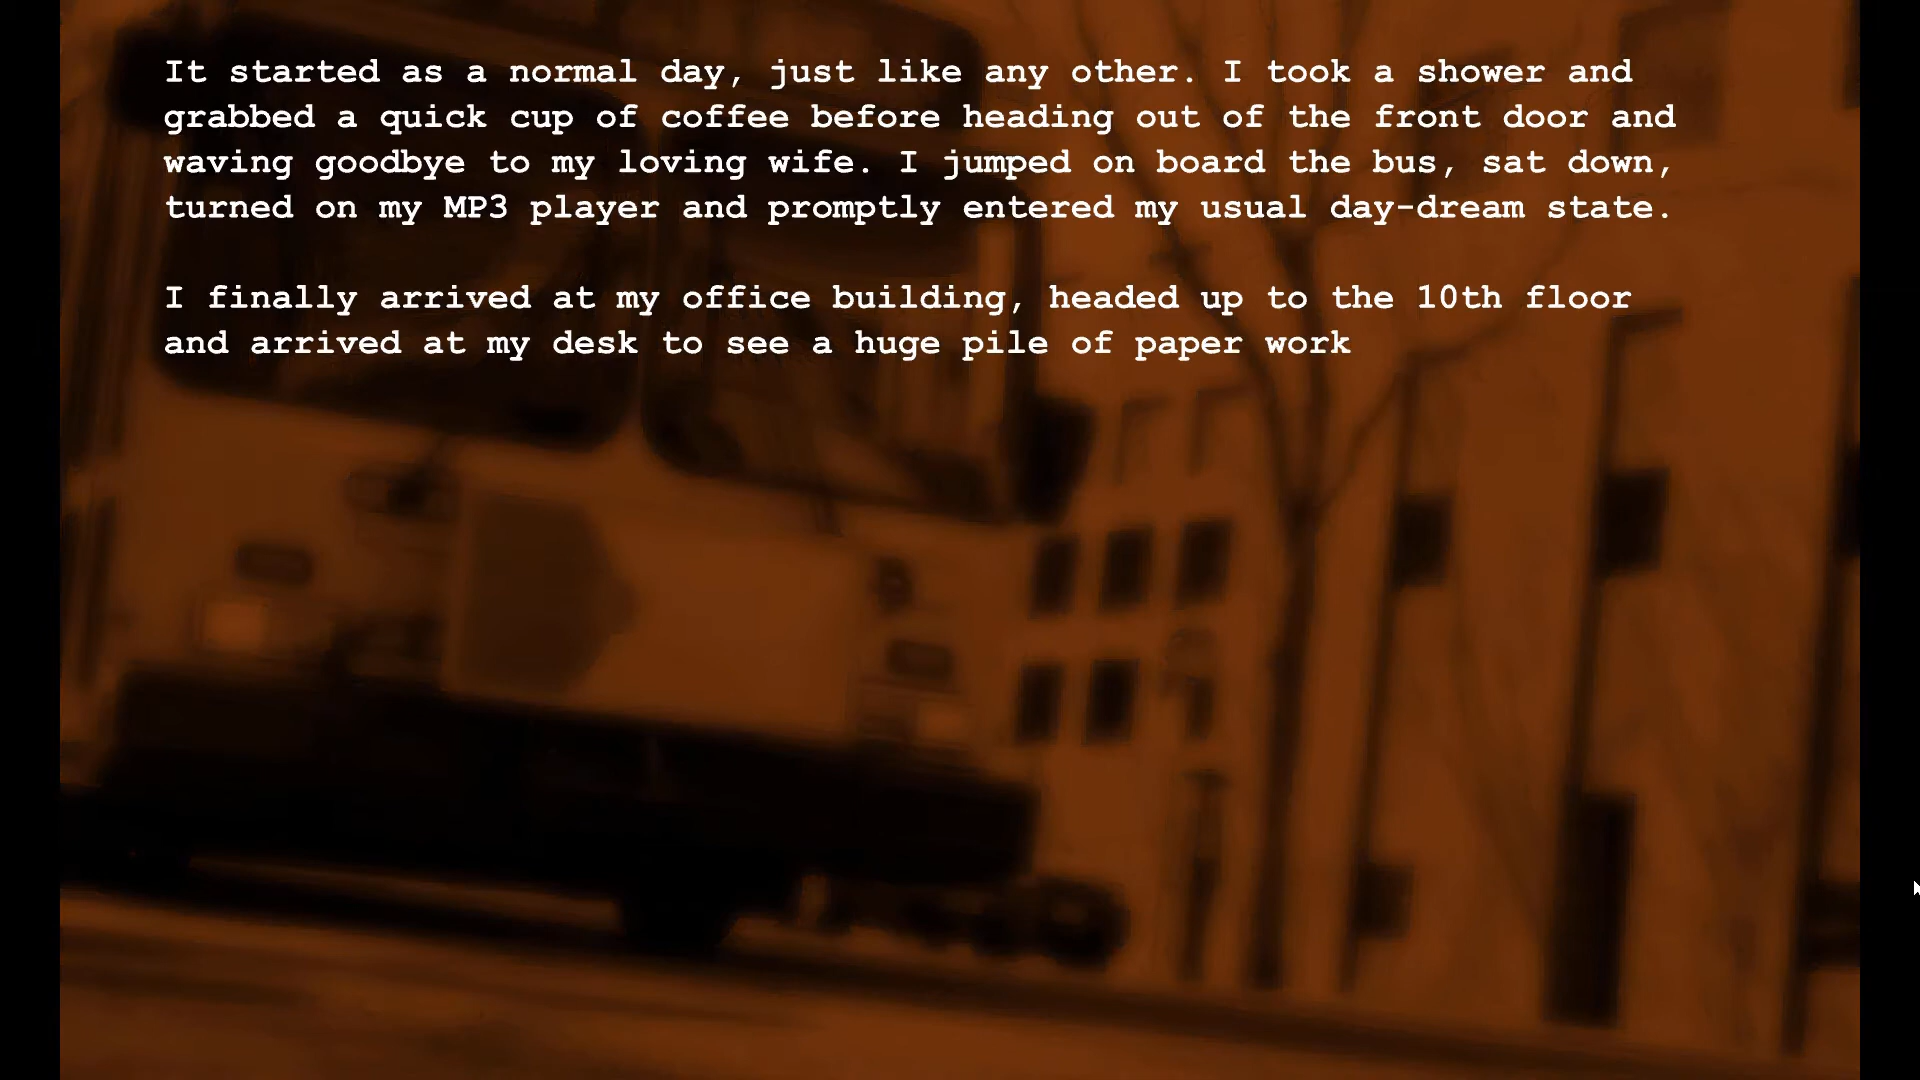 It started as a normal day, just like any other. I took a shower and
grabbed a quick cup of coffee before heading out of the front door and
waving goodbye to my loving wife. I jumped on board the bus, sat down,
turned on my MP3 player and promptly entered my usual day-dream state.
I finally arrived at my office building, headed up to the 10th floor
and arrived at my desk to see a huge pile of paper work